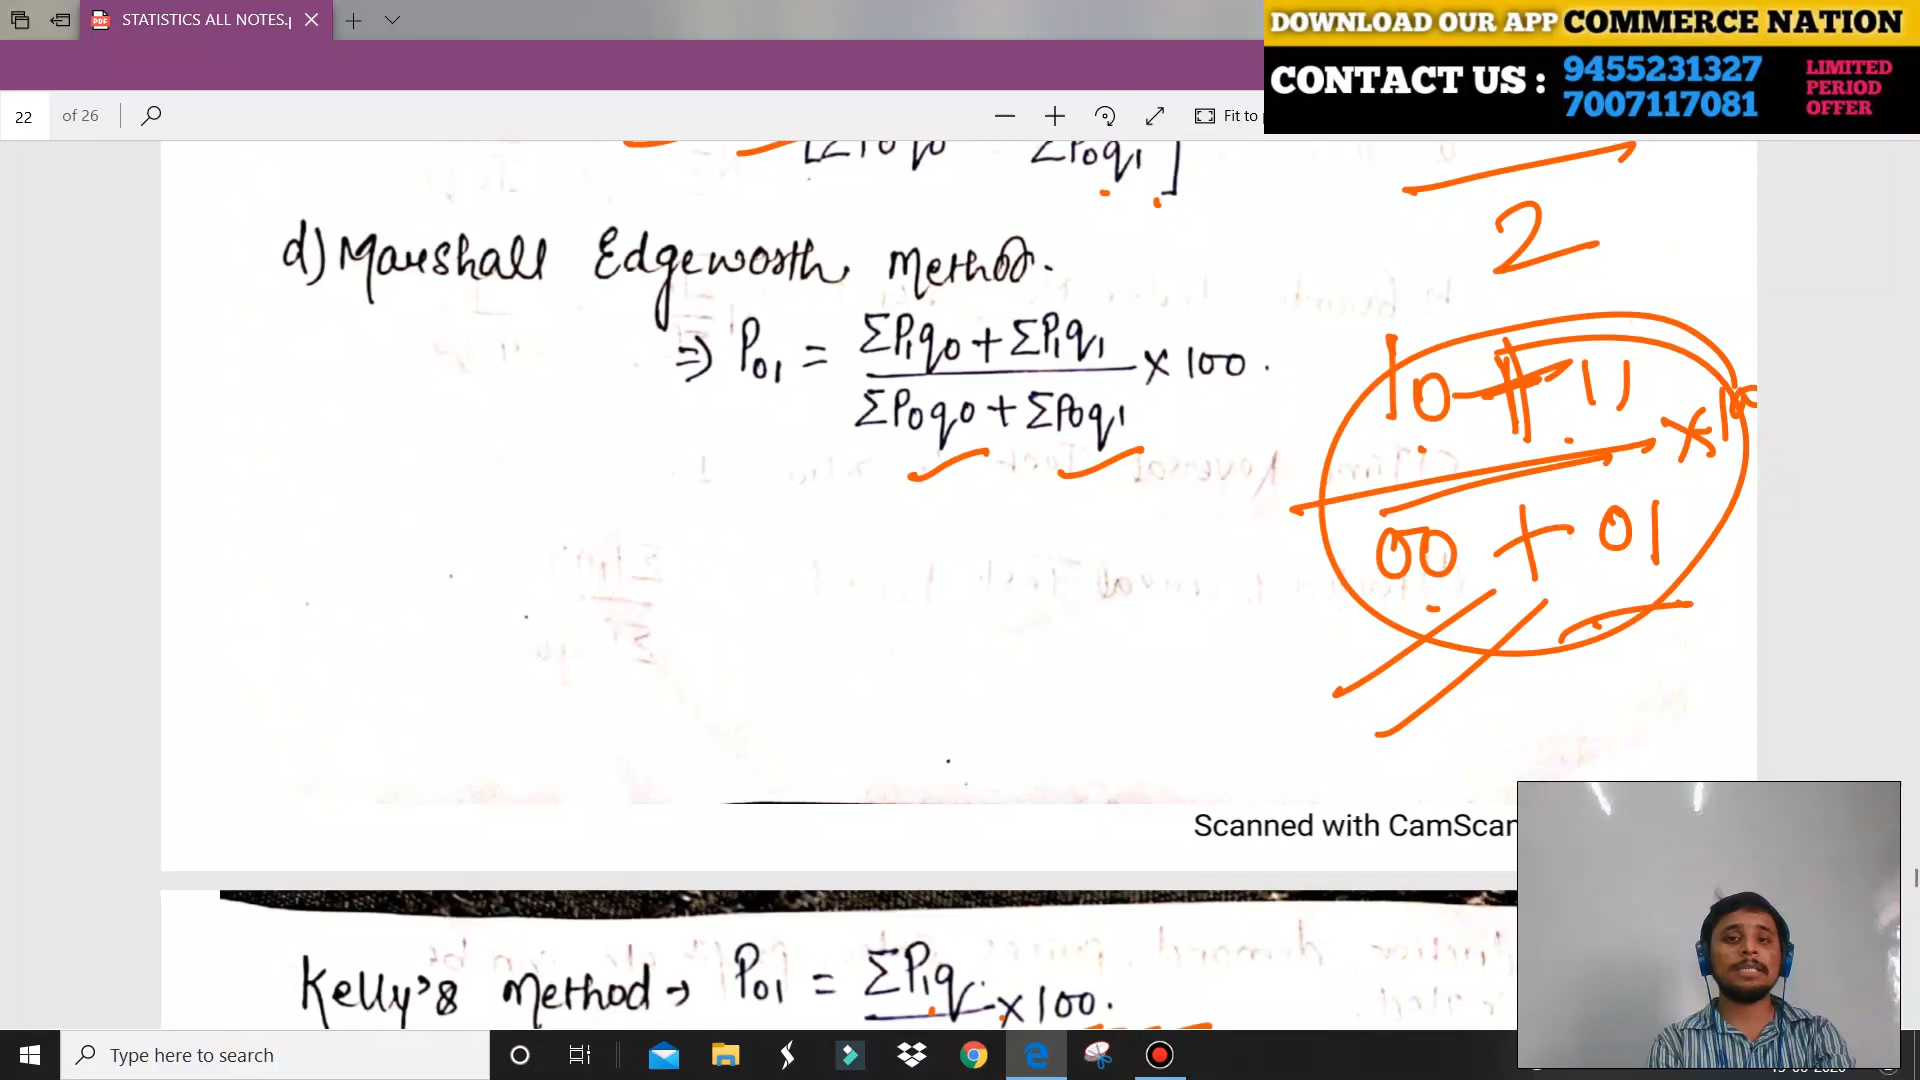 STATISTICS ALL NOTES.p
DOWNLOAD OUR APP COMMERCE NATION
CONTACT US : 9455231327
7007117081
LIMITED
PERIOD
OFFER
22 of 26
Fit to
ΣP0q1 ]
2
d) Marshall Edgeworth Method.
⇒ P01 = ΣP1q0 + ΣP1q1 / ΣP0q0 + ΣP0q1 × 100.
10 + 11
00 + 01
Scanned with CamScan
Kelly's Method → P01 = ΣP1q × 100.
Type here to search